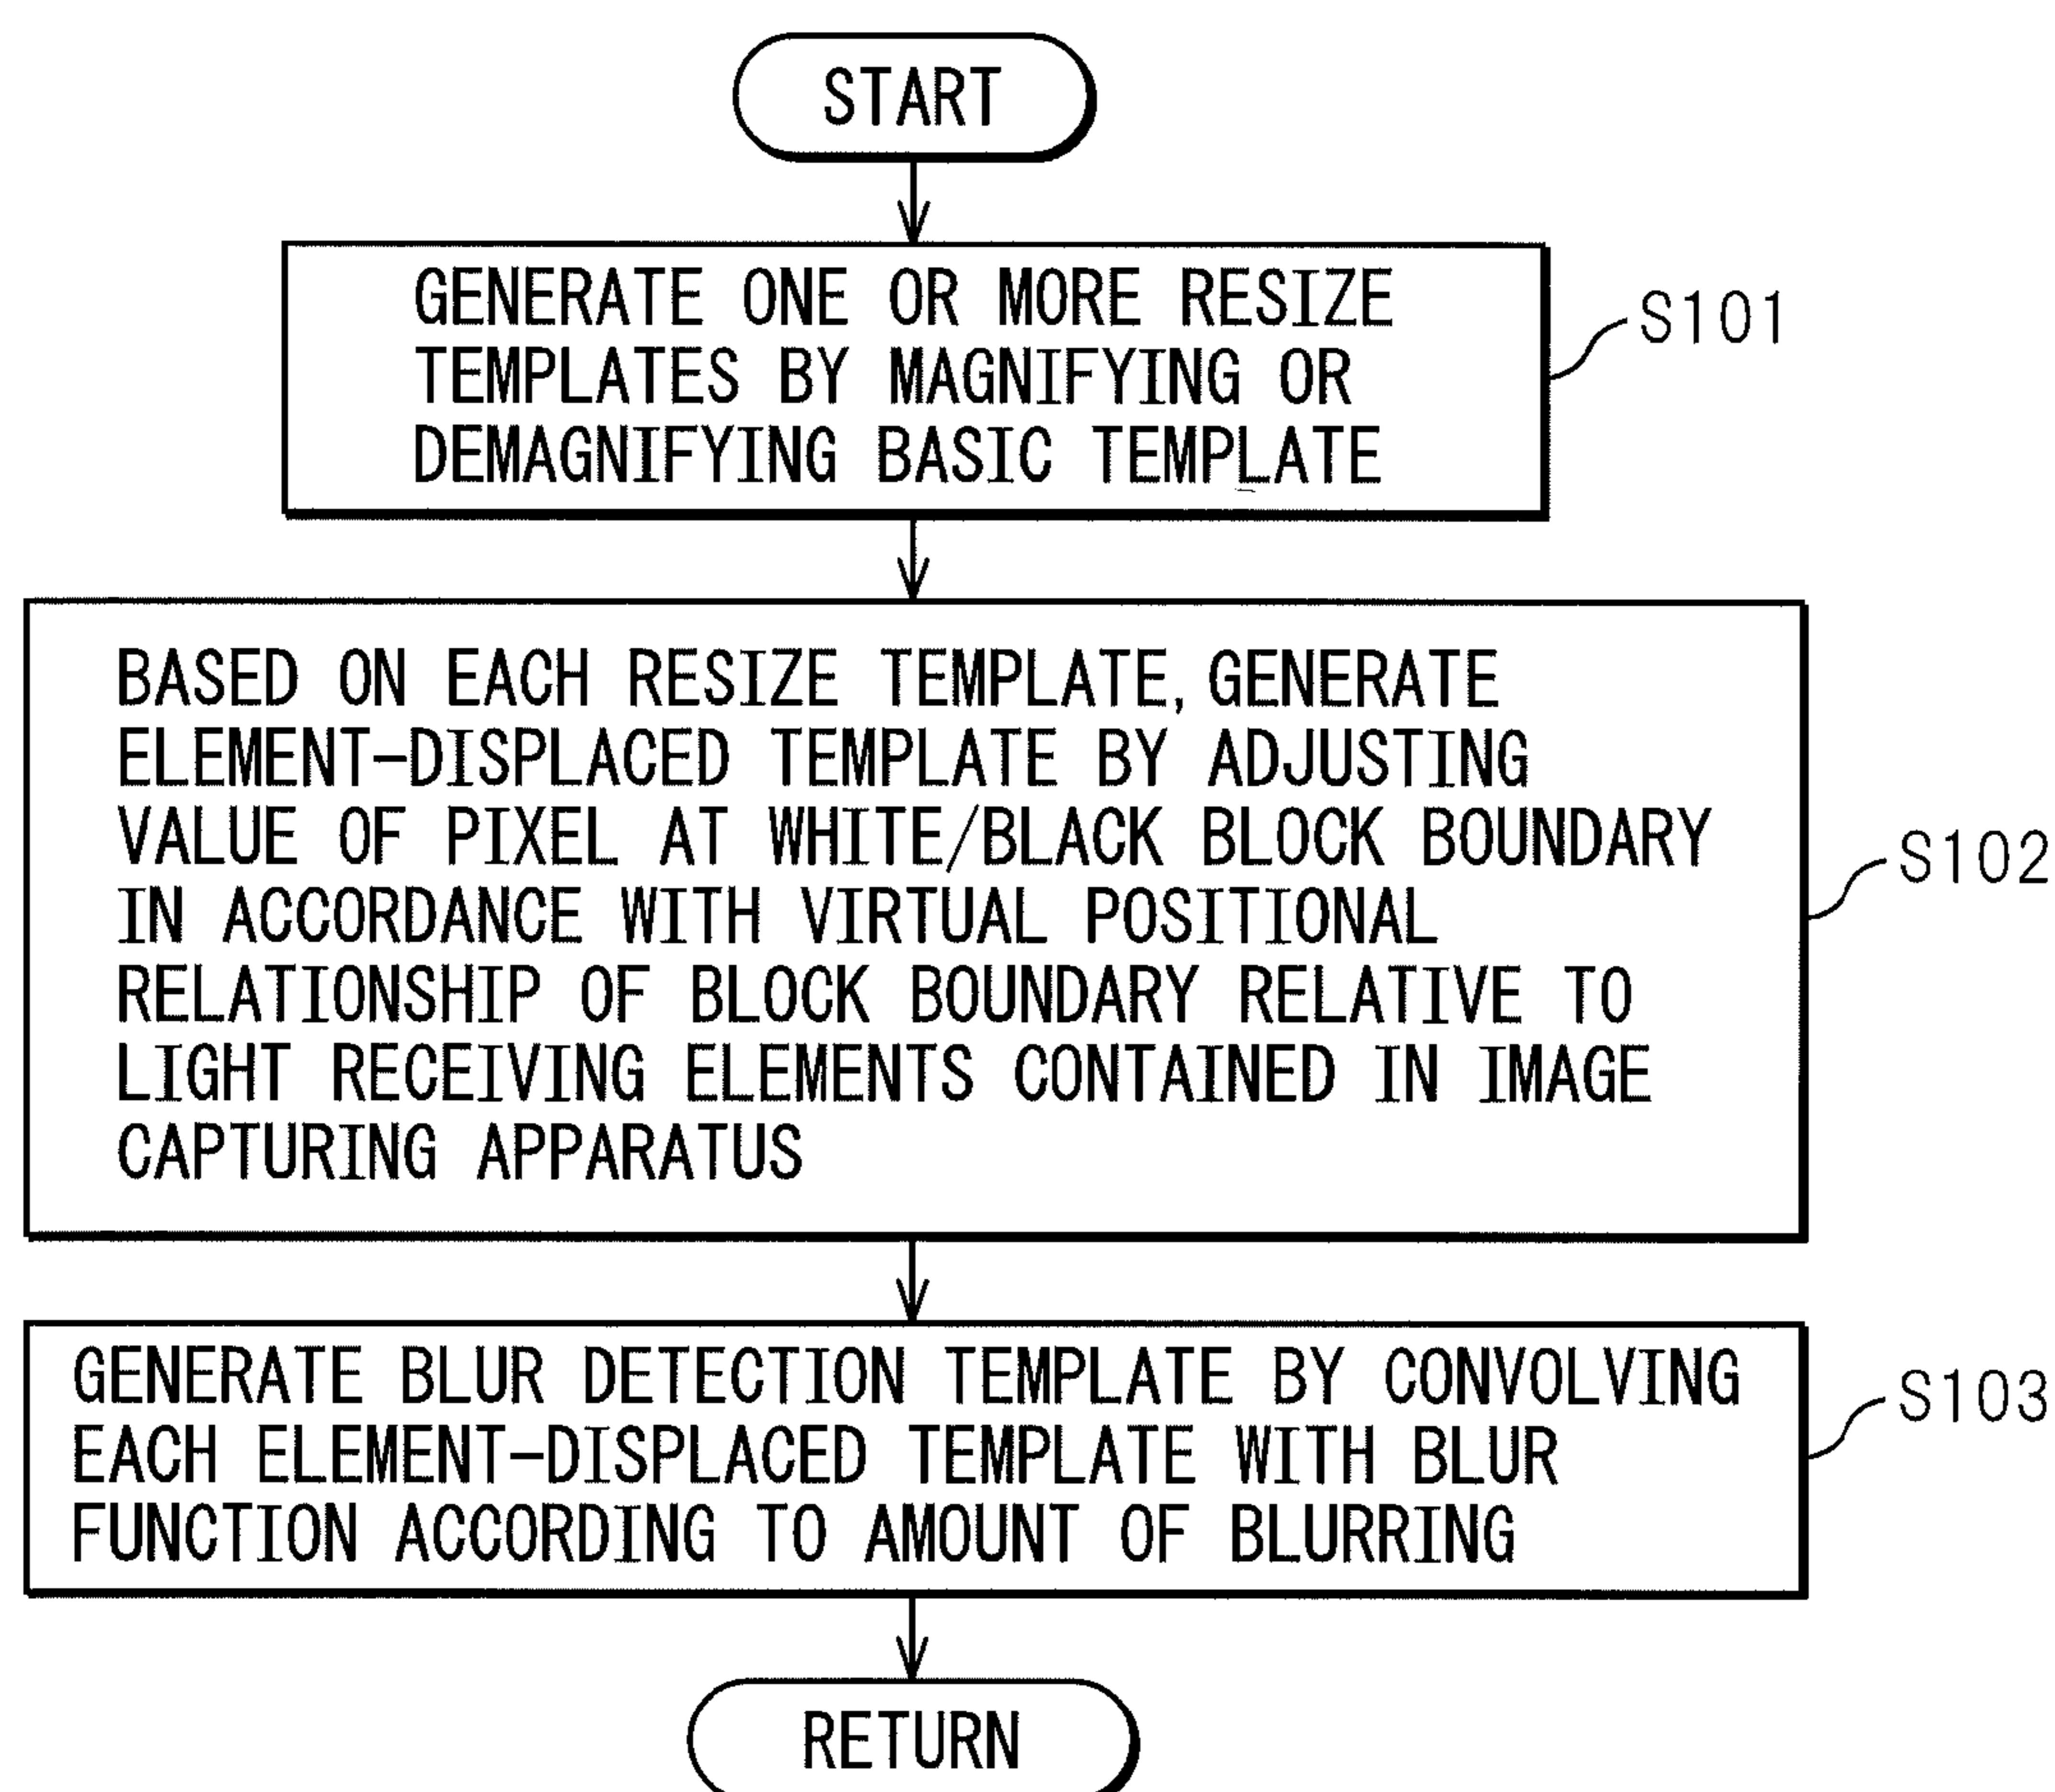 START
GENERATE ONE OR MORE RESIZE
TEMPLATES BY MAGNIFYING OR
DEMAGNIFYING BASIC TEMPLATE
S101
BASED ON EACH RESIZE TEMPLATE, GENERATE
ELEMENT-DISPLACED TEMPLATE BY ADJUSTING
VALUE OF PIXEL AT WHITE/BLACK BLOCK BOUNDARY
IN ACCORDANCE WITH VIRTUAL POSITIONAL
RELATIONSHIP OF BLOCK BOUNDARY RELATIVE TO
LIGHT RECEIVING ELEMENTS CONTAINED IN IMAGE
CAPTURING APPARATUS
S102
GENERATE BLUR DETECTION TEMPLATE BY CONVOLVING
EACH ELEMENT-DISPLACED TEMPLATE WITH BLUR
FUNCTION ACCORDING TO AMOUNT OF BLURRING
S103
RETURN